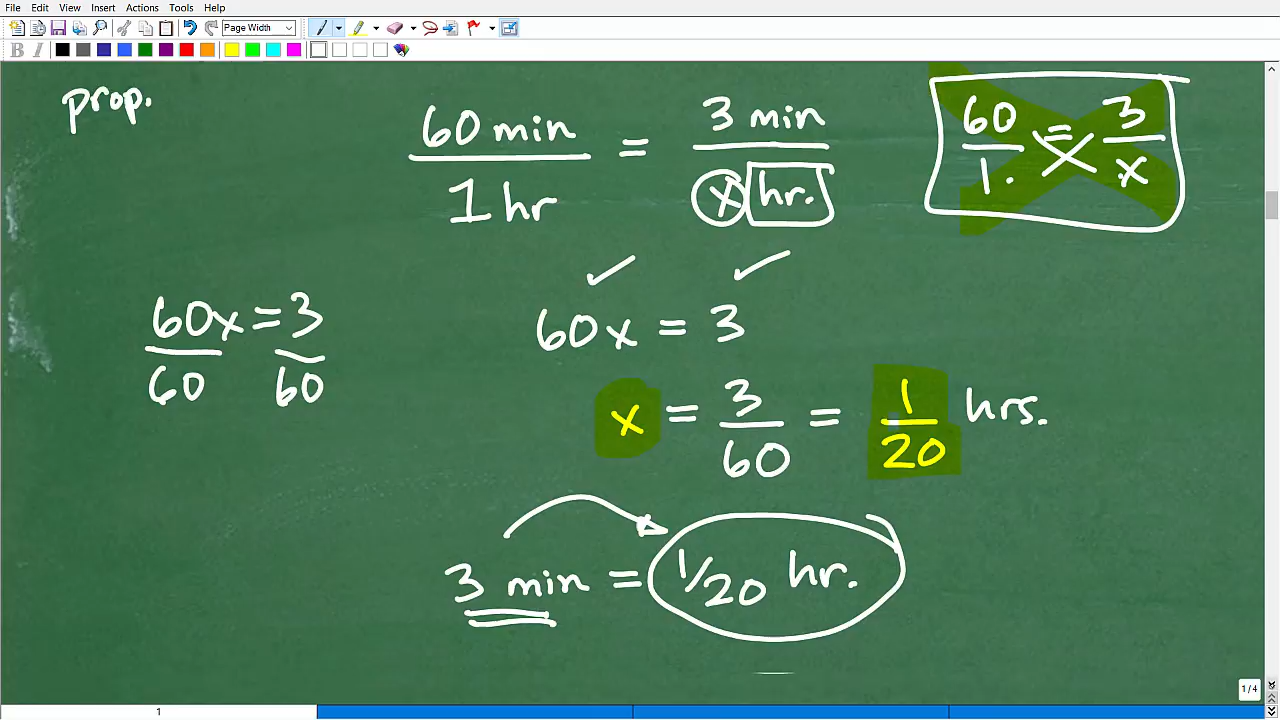 File Edit View Insert Actions Tools Help
Page Width
B I
prop.
60 min / 1 hr = 3 min / x hr.
60 / 1. = 3 / x
60x = 3
60x = 3
60 60
x = 3 / 60 = 1 / 20 hrs.
3 min = 1/20 hr.
1/4
1